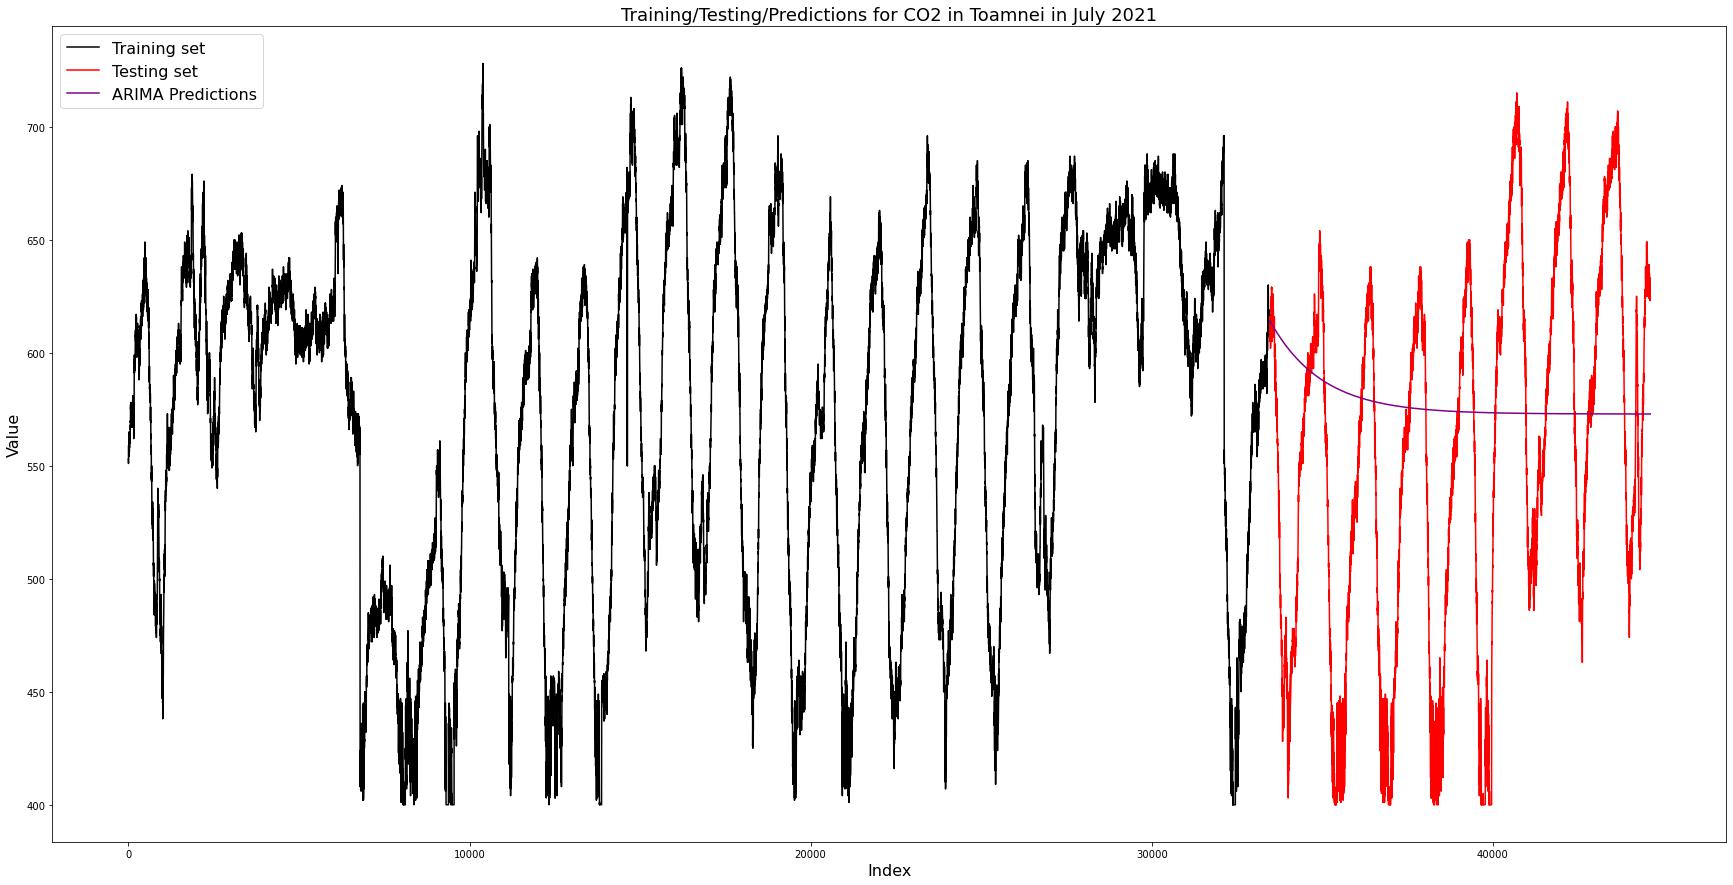 Training/Testing/Predictions for CO2 in Toamnei in July 2021
Training set
Testing set
ARIMA Predictions
Value
700
650
600
550
500
450
400
0 10000 20000 30000 40000
Index